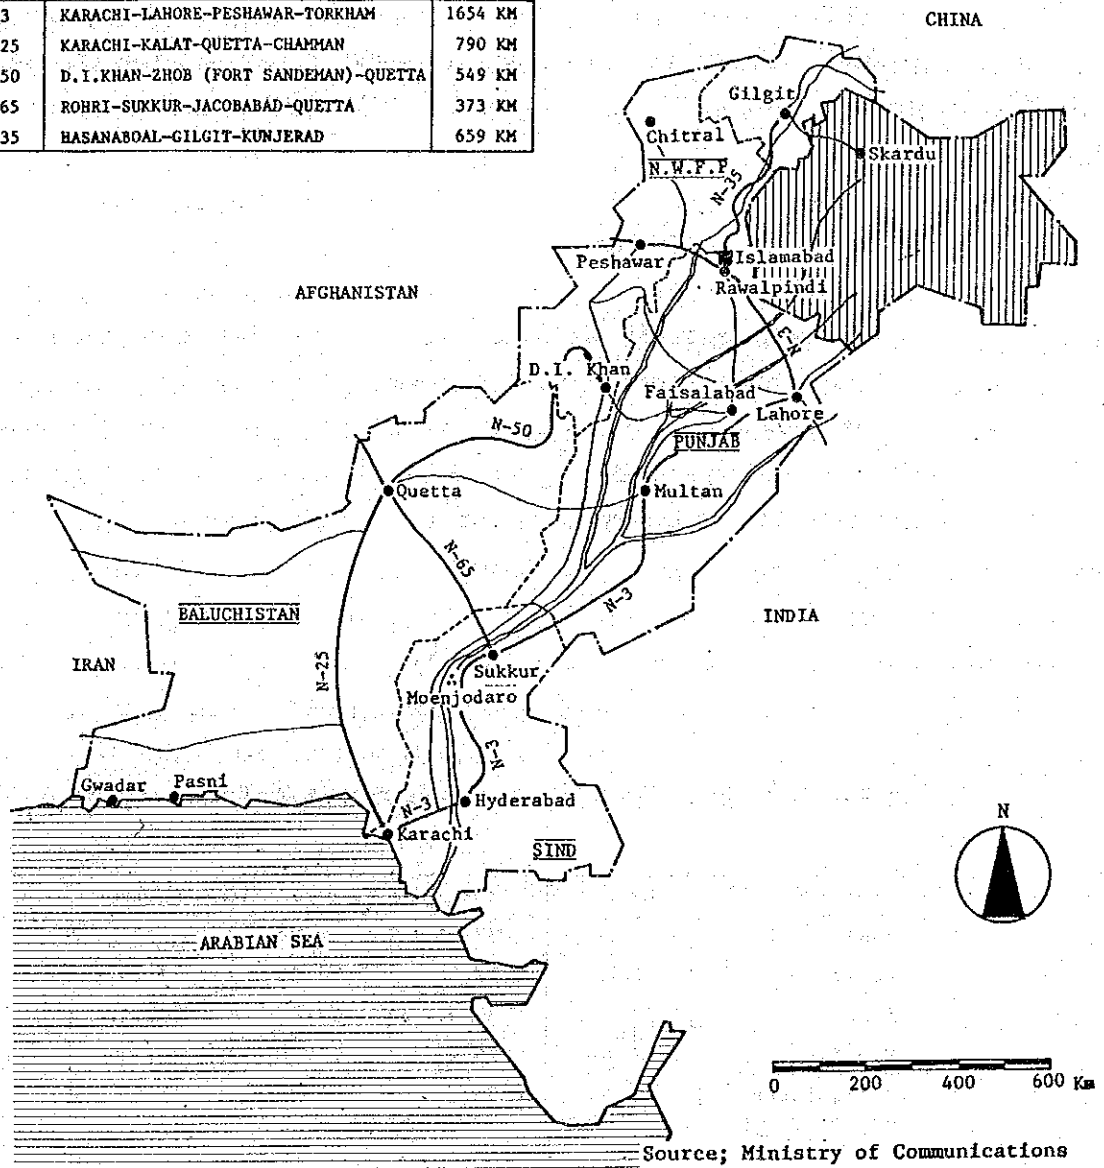 3 KARACHI-LAHORE-PESHAWAR-TORKHAM 1654 KM
25 KARACHI-KALAT-QUETTA-CHAMMAN 790 KM
50 D.I.KHAN-ZHOB (FORT SANDEMAN)-QUETTA 549 KM
65 ROHRI-SUKKUR-JACOBABAD-QUETTA 373 KM
35 HASANABOAL-GILGIT-KUNJERAD 659 KM
CHINA
Gilgit
Chitral
Skardu
N.W.F.P
N-35
Peshawar
Islamabad
Rawalpindi
AFGHANISTAN
N-3
D.I. Khan
Faisalabad
Lahore
N-50
PUNJAB
Quetta
Multan
N-65
N-3
BALUCHISTAN
INDIA
IRAN
N-25
Sukkur
Moenjodaro
N-3
Gwadar
Pasni
N-3
Hyderabad
Karachi
SIND
N
ARABIAN SEA
0 200 400 600 Km
Source; Ministry of Communications